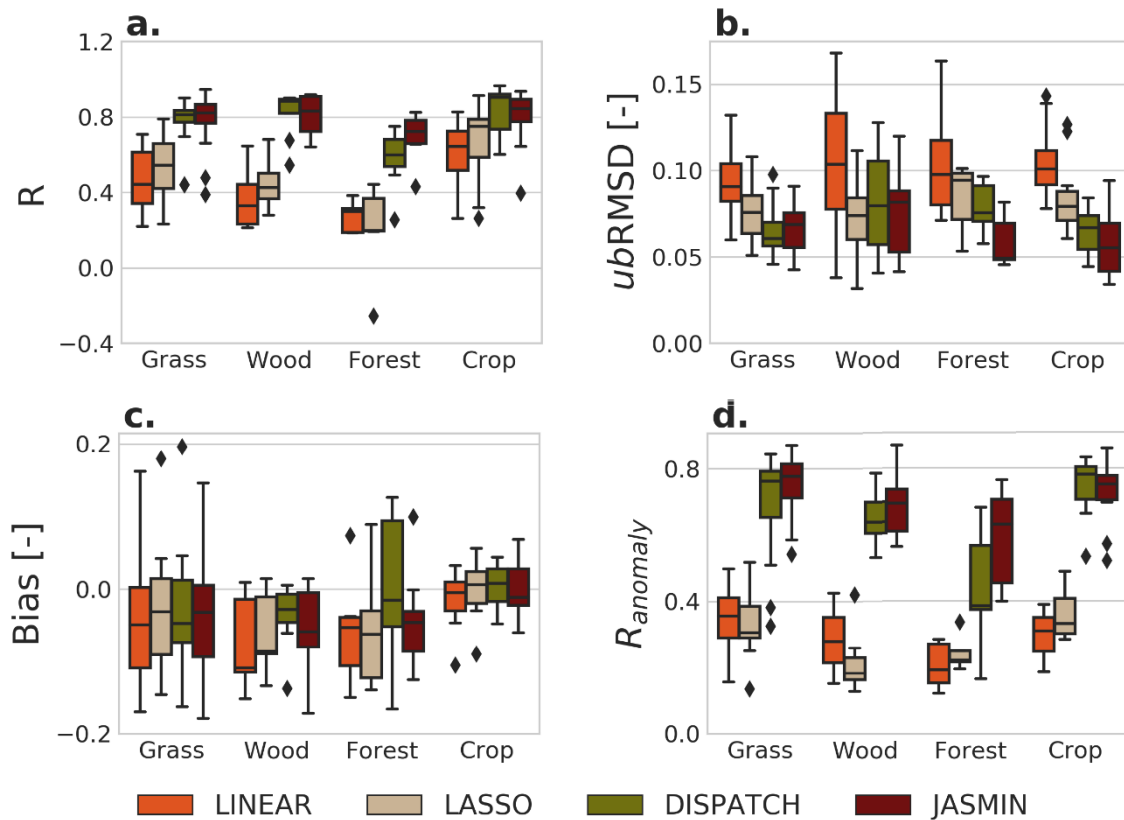 a.
R
1.2
0.8
0.4
0.0
−0.4
Grass Wood Forest Crop
b.
ubRMSD [-]
0.15
0.10
0.05
0.00
Grass Wood Forest Crop
c.
Bias [-]
0.2
0.0
−0.2
Grass Wood Forest Crop
d.
Ranomaly
0.8
0.4
0.0
Grass Wood Forest Crop
LINEAR LASSO DISPATCH JASMIN